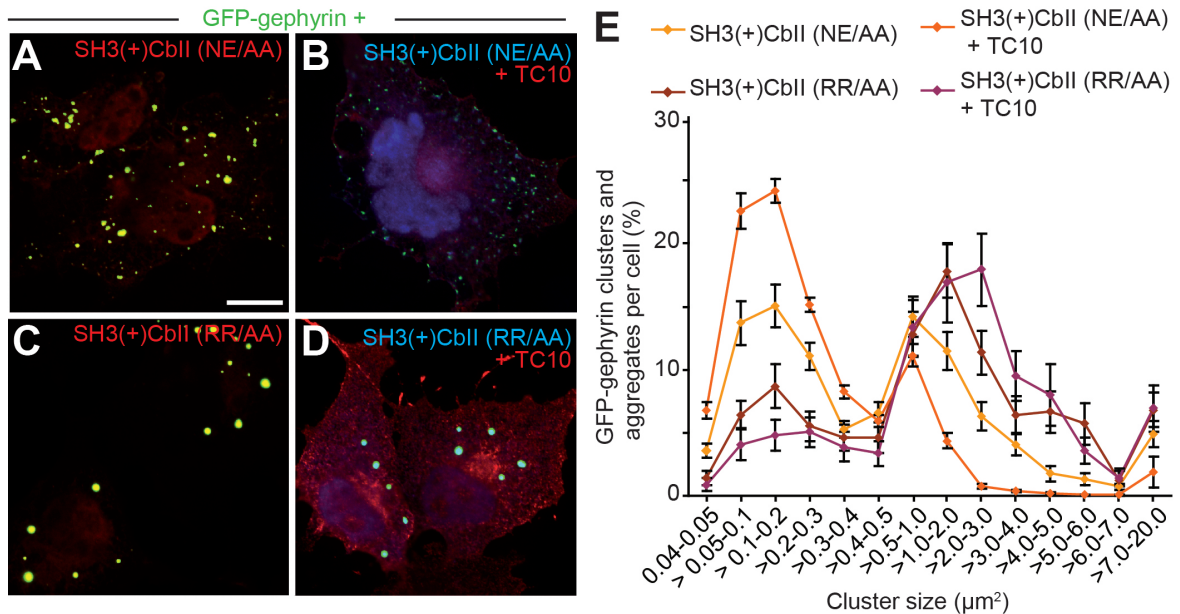 GFP-gephyrin +
A
SH3(+)CbII (NE/AA)
B
SH3(+)CbII (NE/AA)
+ TC10
C
SH3(+)CbII (RR/AA)
D
SH3(+)CbII (RR/AA)
+ TC10
E
SH3(+)CbII (NE/AA)
SH3(+)CbII (NE/AA)
+ TC10
SH3(+)CbII (RR/AA)
SH3(+)CbII (RR/AA)
+ TC10
GFP-gephyrin clusters and
aggregates per cell (%)
30
20
10
0
0.04-0.05
> 0.05-0.1
> 0.1-0.2
>0.2-0.3
>0.3-0.4
>0.4-0.5
>0.5-1.0
>1.0-2.0
>2.0-3.0
>3.0-4.0
>4.0-5.0
>5.0-6.0
>6.0-7.0
>7.0-20.0
Cluster size (µm²)